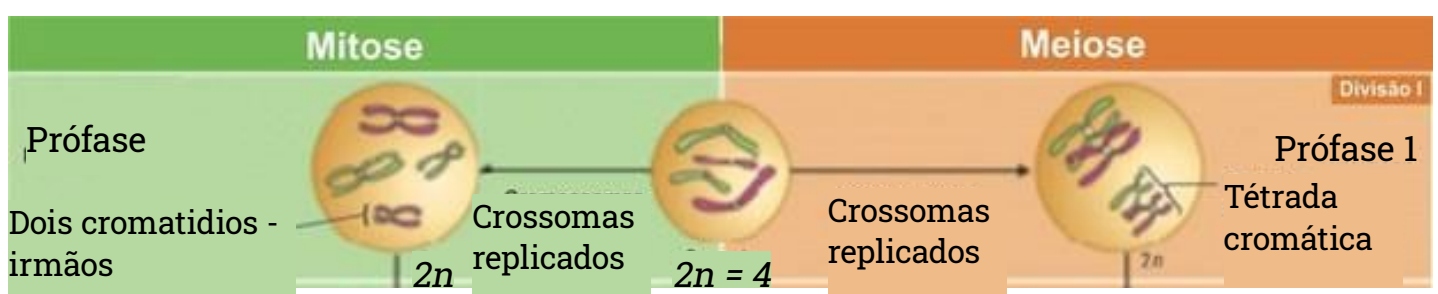 Mitose
Meiose
Divisão I
Prófase
Prófase 1
Dois cromatidios -
irmãos
Crossomas
replicados
2n
2n = 4
Crossomas
replicados
Tétrada
cromática
2n